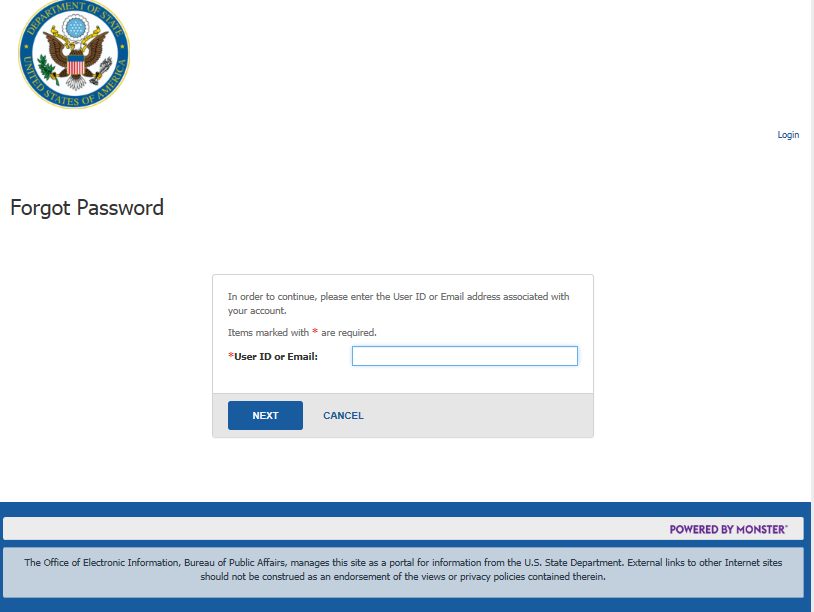 DEPARTMENT OF STATE
UNITED STATES OF AMERICA
Login
Forgot Password
In order to continue, please enter the User ID or Email address associated with
your account.
Items marked with * are required.
*User ID or Email:
NEXT CANCEL
POWERED BY MONSTER™
The Office of Electronic Information, Bureau of Public Affairs, manages this site as a portal for information from the U.S. State Department. External links to other Internet sites
should not be construed as an endorsement of the views or privacy policies contained therein.